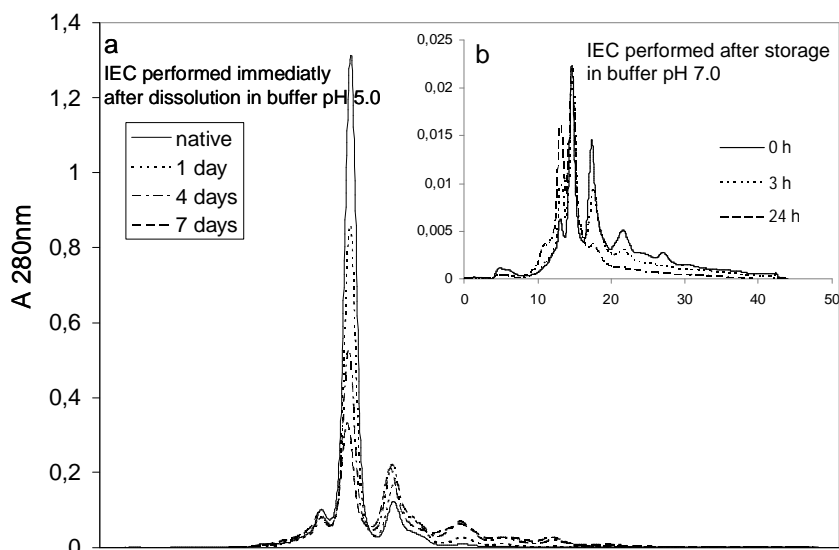 1,4
1,2
1
0,8
0,6
0,4
0,2
0
A 280nm
a
IEC performed immediatly
after dissolution in buffer pH 5.0
native
1 day
4 days
7 days
b
IEC performed after storage
in buffer pH 7.0
0,025
0,02
0,015
0,01
0,005
0
0 h
3 h
24 h
0
10
20
30
40
50